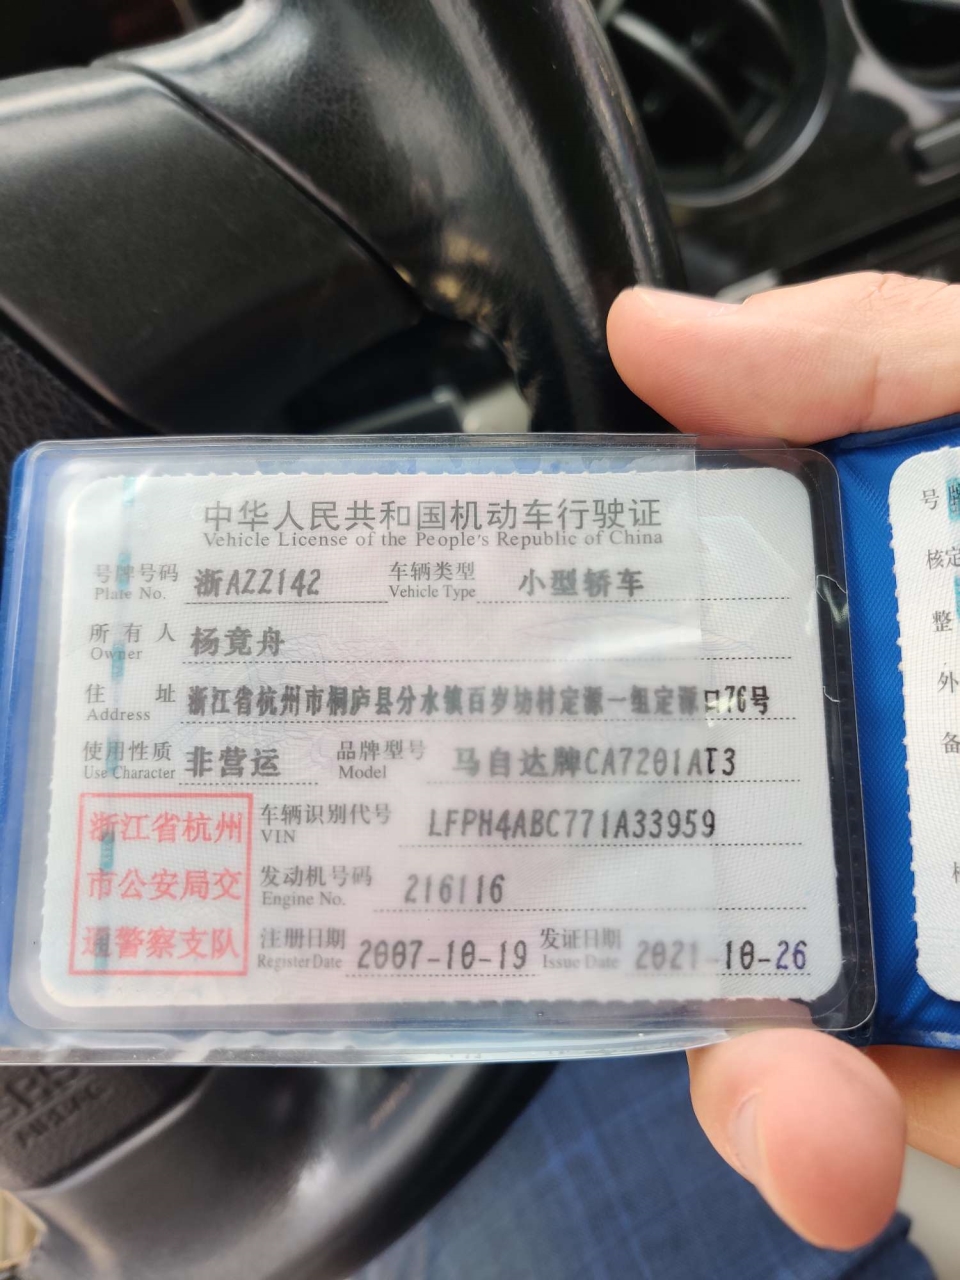 中华人民共和国机动车行驶证
Vehicle License of the People's Republic of China
号牌号码 浙AZZ142 车辆类型 小型轿车
Plate No. Vehicle Type
所有人 杨竟舟
Owner
住址 浙江省杭州市桐庐县分水镇百岁坊村定源一组定源口76号
Address
使用性质 非营运 品牌型号 马自达牌CA7201AT3
Use Character Model
浙江省杭州
市公安局交
通警察支队
车辆识别代号 LFPH4ABC771A33959
VIN
发动机号码 216116
Engine No.
注册日期 2007-10-19 发证日期 2021-10-26
Register Date Issue Date
号牌
核定
整
外
备
SRS
AIRBAG